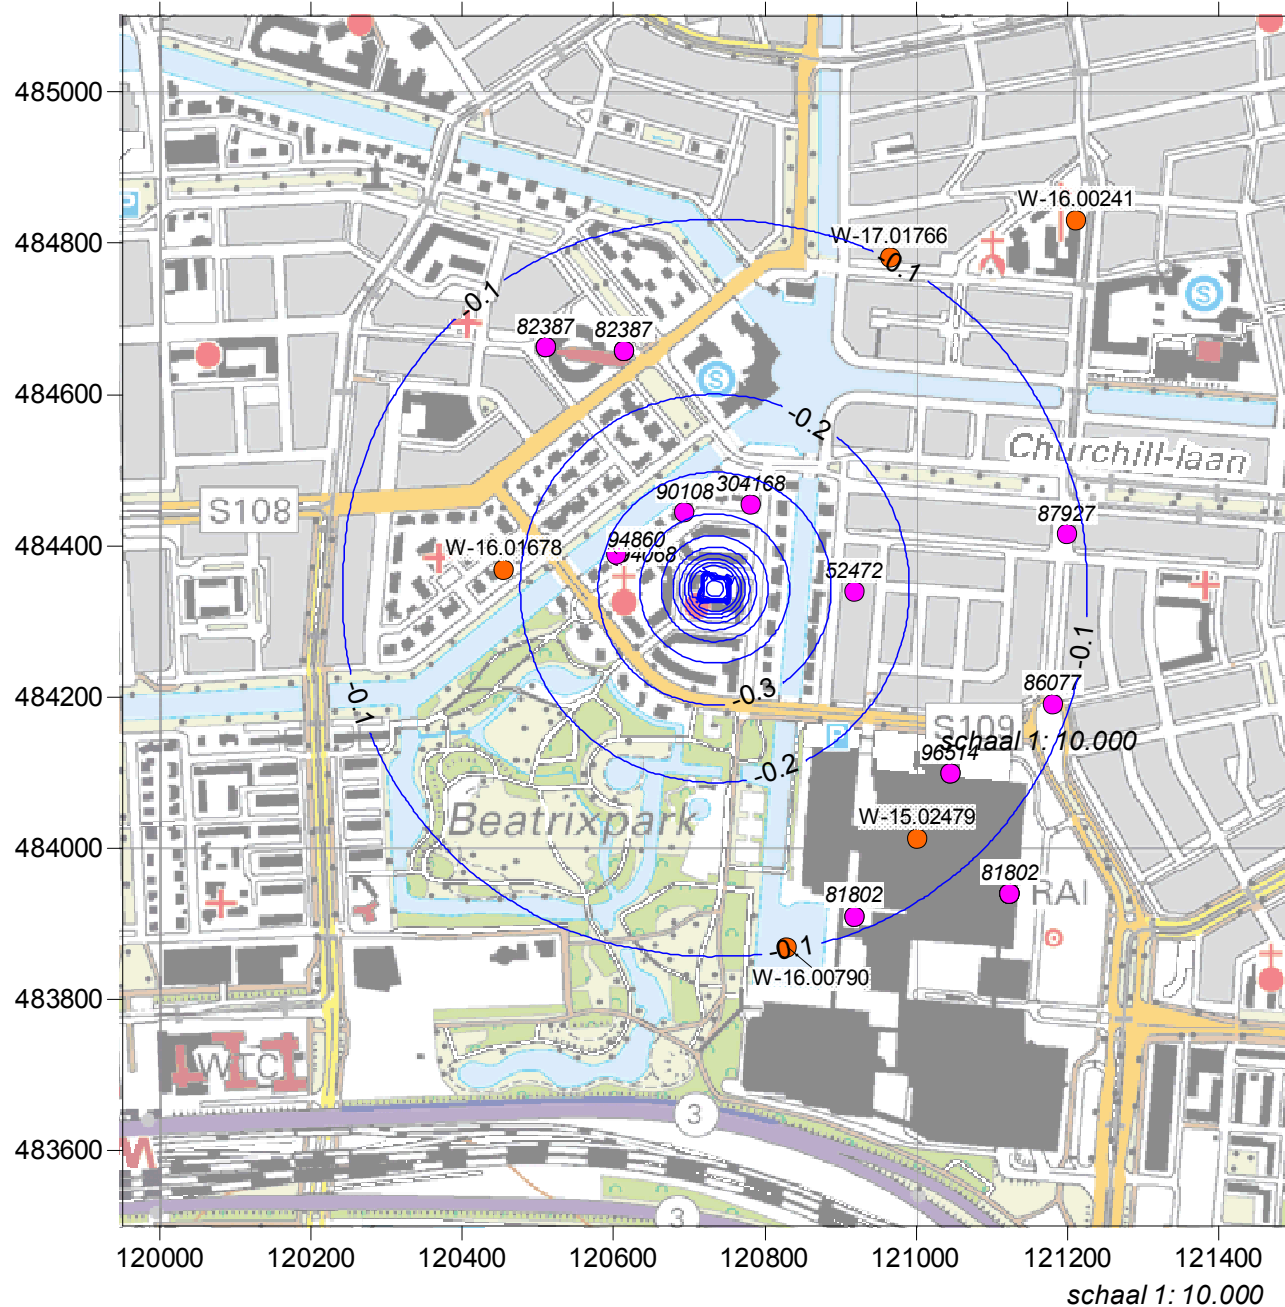 485000
W-16.00241
W-17.01766
484800
-0.1
S
-0.1
82387
82387
S
484600
-0.2
Churchill-laan
90108
304168
S108
87927
484400
W-16.01678
94860
52472
-0.1
86077
484200
-0.1
-0.3
S109
P
schaal 1: 10.000
96514
-0.2
W-15.02479
Beatrixpark
484000
81802
81802
RAI
-0.1
W-16.00790
483800
WTC
3
M
483600
3
120000 120200 120400 120600 120800 121000 121200 121400
schaal 1: 10.000